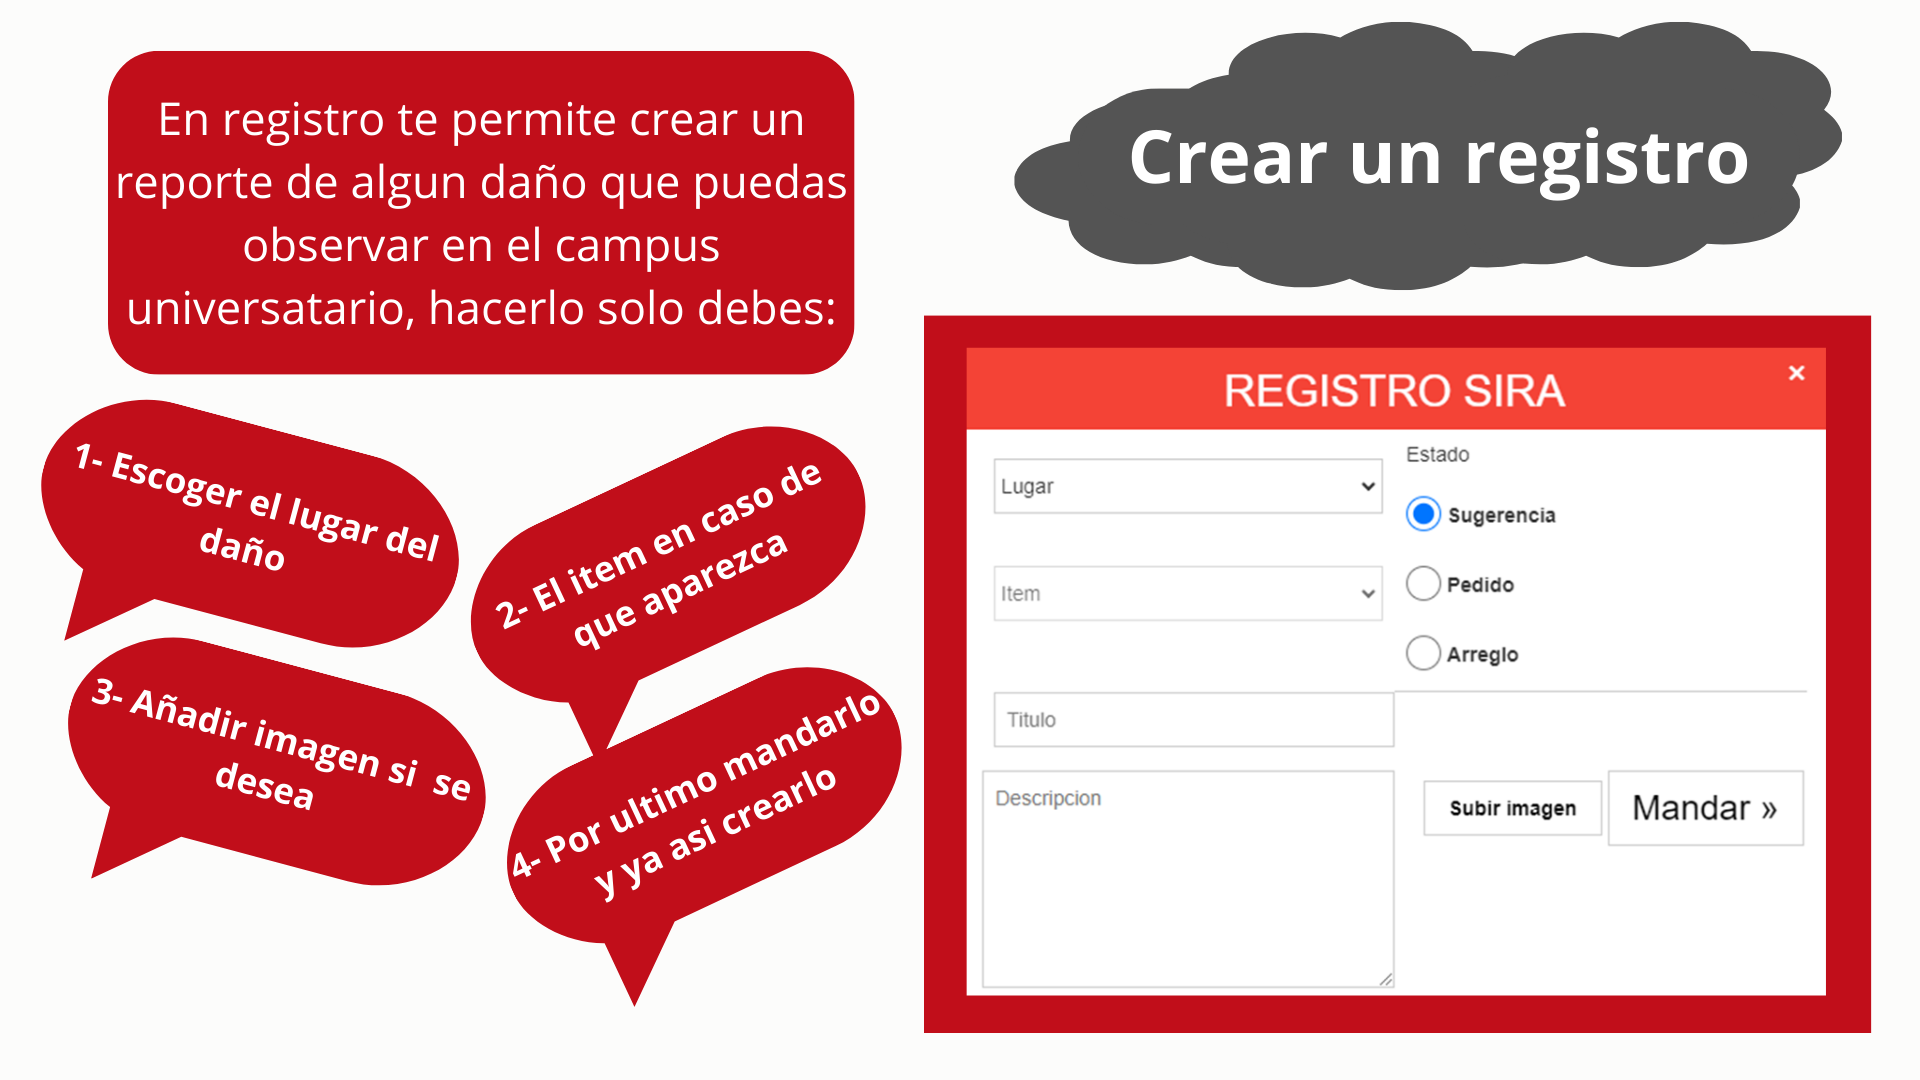 En registro te permite crear un
reporte de algun daño que puedas
observar en el campus
universatario, hacerlo solo debes:
Crear un registro
1- Escoger el lugar del
daño
2- El item en caso de
que aparezca
3- Añadir imagen si  se
desea
4- Por ultimo mandarlo
y ya asi crearlo
REGISTRO SIRA
×
Lugar
Item
Titulo
Descripcion
Estado
Sugerencia
Pedido
Arreglo
Subir imagen
Mandar »